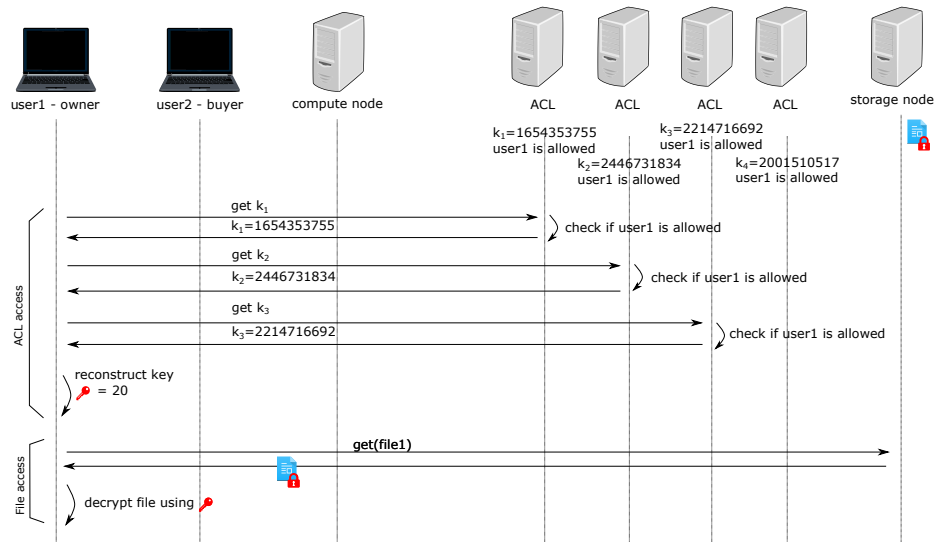 user1 - owner
user2 - buyer
compute node
ACL
ACL
ACL
ACL
storage node
k₁=1654353755
user1 is allowed
k₂=2446731834
user1 is allowed
k₃=2214716692
user1 is allowed
k₄=2001510517
user1 is allowed
ACL access
get k₁
k₁=1654353755
check if user1 is allowed
get k₂
k₂=2446731834
check if user1 is allowed
get k₃
k₃=2214716692
check if user1 is allowed
reconstruct key
= 20
File access
get(file1)
decrypt file using